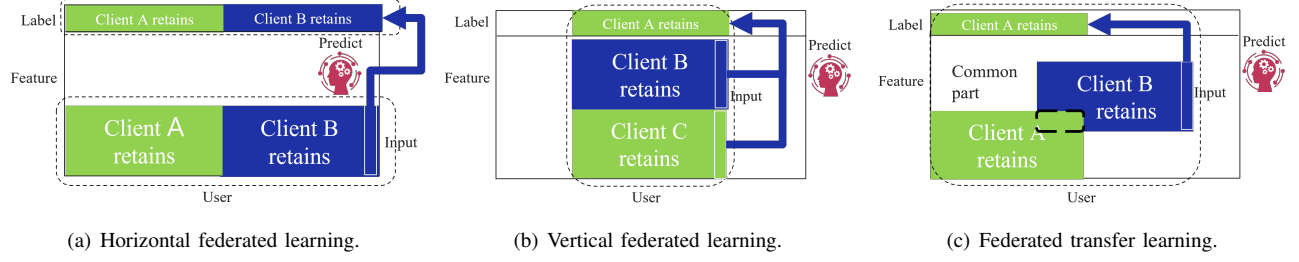 Label
Client A retains
Client B retains
Predict
Feature
Client A
retains
Client B
retains
Input
User
(a) Horizontal federated learning.
Label
Client A retains
Feature
Client B
retains
Predict
Input
Client C
retains
User
(b) Vertical federated learning.
Label
Client A retains
Predict
Feature
Common
part
Client B
retains
Input
Client A
retains
User
(c) Federated transfer learning.